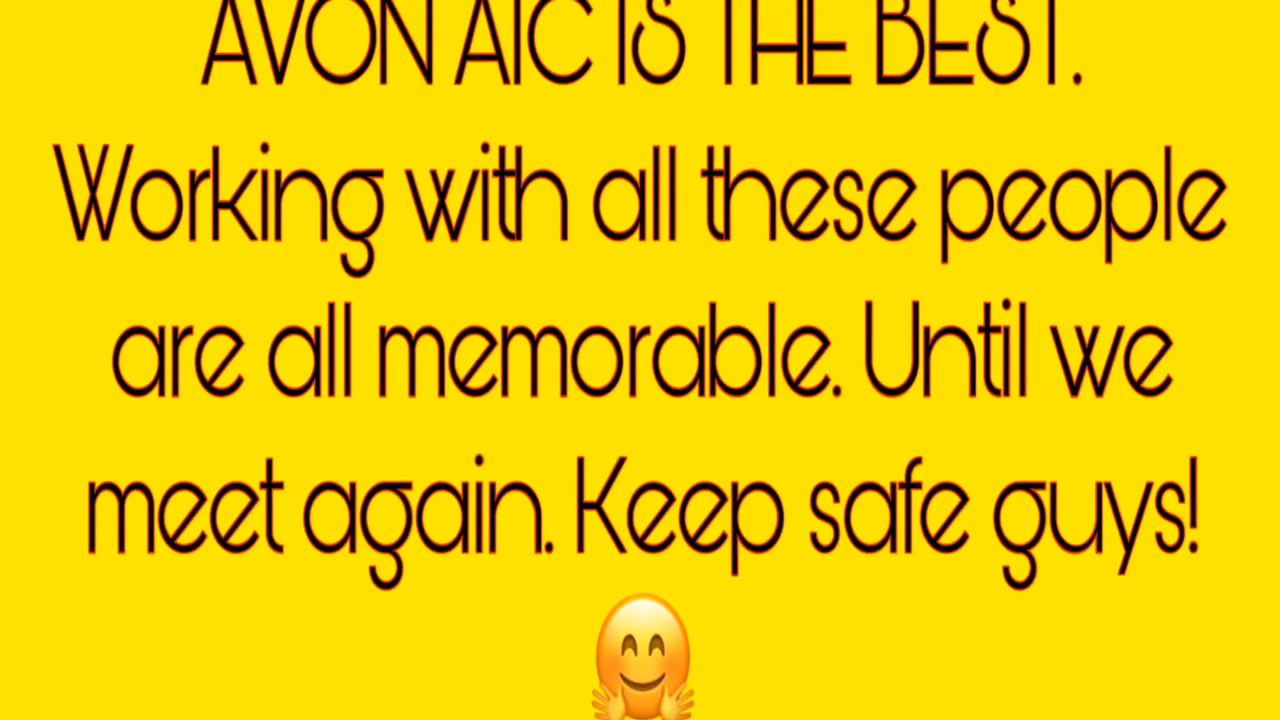 AVON AIC IS THE BEST.
Working with all these people
are all memorable. Until we
meet again. Keep safe guys!